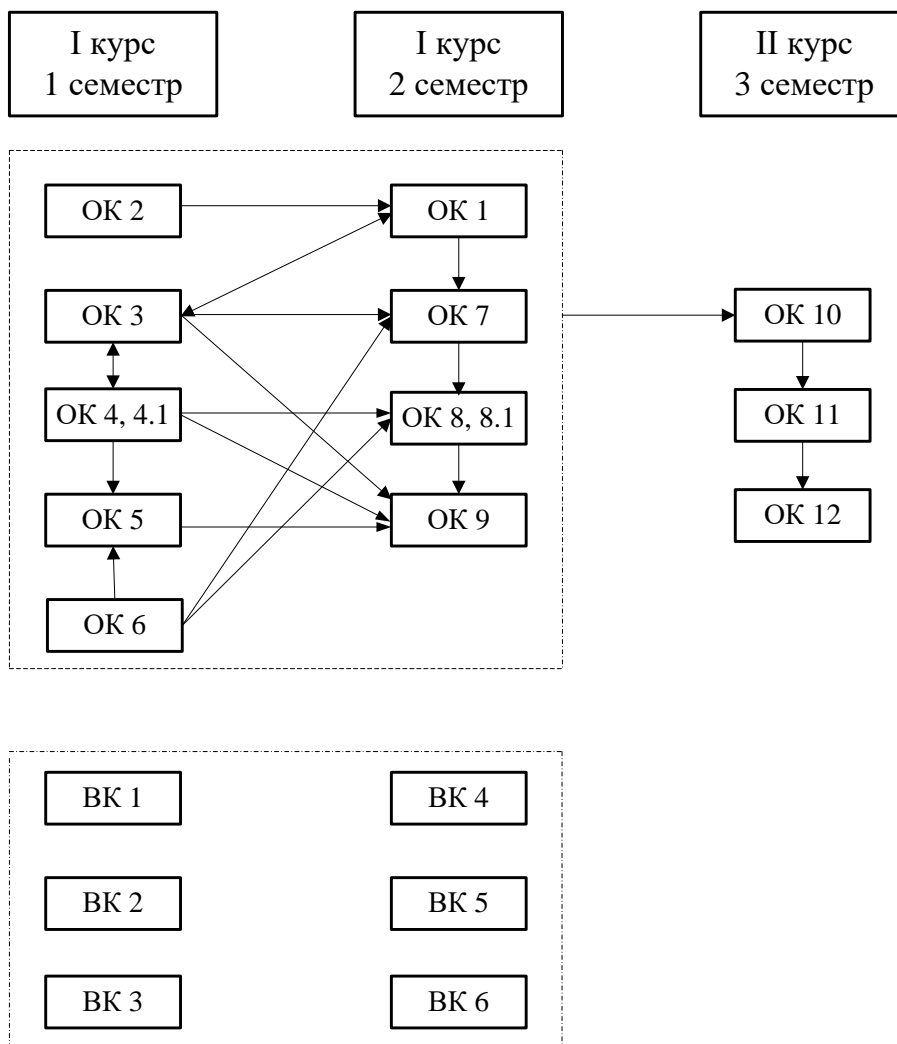 I курс
1 семестр
I курс
2 семестр
II курс
3 семестр
ОК 2
ОК 1
ОК 3
ОК 7
ОК 10
ОК 4, 4.1
ОК 8, 8.1
ОК 11
ОК 5
ОК 9
ОК 12
ОК 6
ВК 1
ВК 4
ВК 2
ВК 5
ВК 3
ВК 6